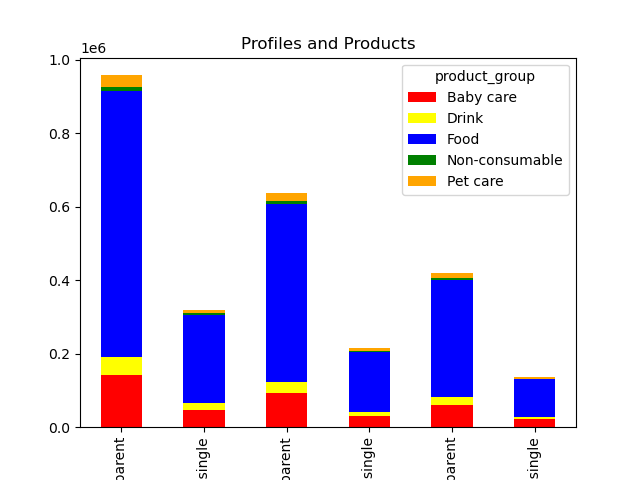 Profiles and Products
1e6
1.0
0.8
0.6
0.4
0.2
0.0
product_group
Baby care
Drink
Food
Non-consumable
Pet care
parent
single
parent
single
parent
single